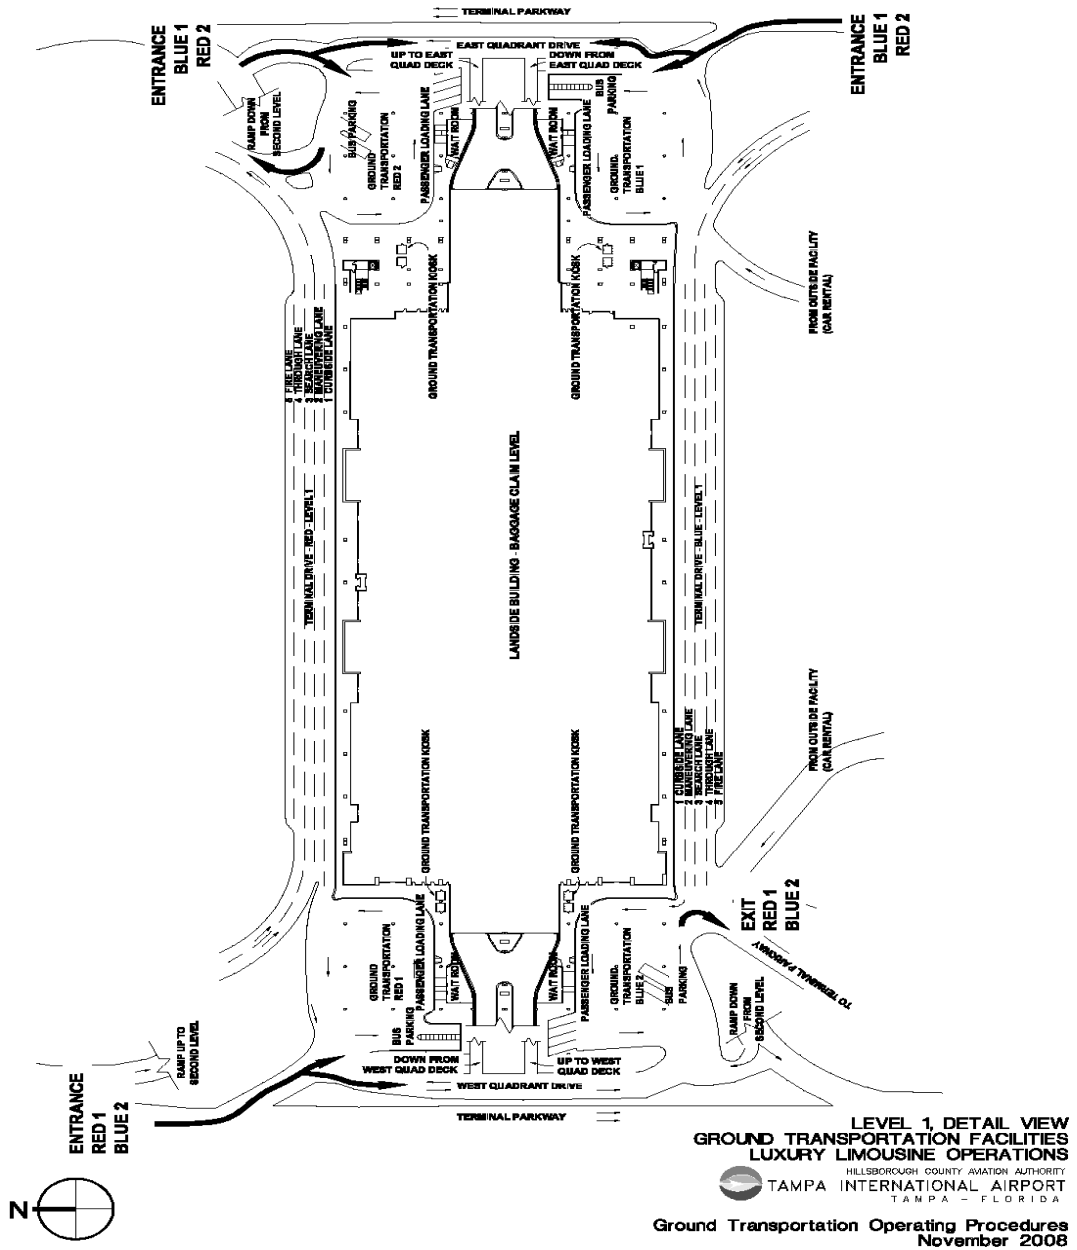 TERMINAL PARKWAY
ENTRANCE
BLUE 1
RED 2
ENTRANCE
BLUE 1
RED 2
EAST QUADRANT DRIVE
UP TO EAST
QUAD DECK
DOWN FROM
EAST QUAD DECK
RAMP DOWN
FROM
SECOND LEVEL
BUS PARKING
GROUND
TRANSPORTATION
RED 2
PASSENGER LOADING LANE
WAIT ROOM
WAIT ROOM
PASSENGER LOADING LANE
BUS
PARKING
GROUND
TRANSPORTATION
BLUE 1
GROUND TRANSPORTATION KIOSK
GROUND TRANSPORTATION KIOSK
FROM OUTSIDE FACILITY
(CAR RENTAL)
5 FIRE LANE
4 THROUGH LANE
3 SEARCH LANE
2 MANEUVERING LANE
1 CURBSIDE LANE
TERMINAL DRIVE - RED - LEVEL 1
LANDSIDE BUILDING - BAGGAGE CLAIM LEVEL
TERMINAL DRIVE - BLUE - LEVEL 1
GROUND TRANSPORTATION KIOSK
GROUND TRANSPORTATION KIOSK
1 CURBSIDE LANE
2 MANEUVERING LANE
3 SEARCH LANE
4 THROUGH LANE
5 FIRE LANE
FROM OUTSIDE FACILITY
(CAR RENTAL)
EXIT
RED 1
BLUE 2
GROUND
TRANSPORTATION
RED 1
PASSENGER LOADING LANE
WAIT ROOM
WAIT ROOM
PASSENGER LOADING LANE
GROUND
TRANSPORTATION
BLUE 2
BUS
PARKING
BUS
PARKING
TO TERMINAL PARKWAY
RAMP DOWN
FROM
SECOND LEVEL
RAMP UP TO
SECOND LEVEL
DOWN FROM
WEST QUAD DECK
UP TO WEST
QUAD DECK
WEST QUADRANT DRIVE
ENTRANCE
RED 1
BLUE 2
TERMINAL PARKWAY
LEVEL 1, DETAIL VIEW
GROUND TRANSPORTATION FACILITIES
LUXURY LIMOUSINE OPERATIONS
HILLSBOROUGH COUNTY AVIATION AUTHORITY
TAMPA INTERNATIONAL AIRPORT
TAMPA - FLORIDA
N
Ground Transportation Operating Procedures
November 2008